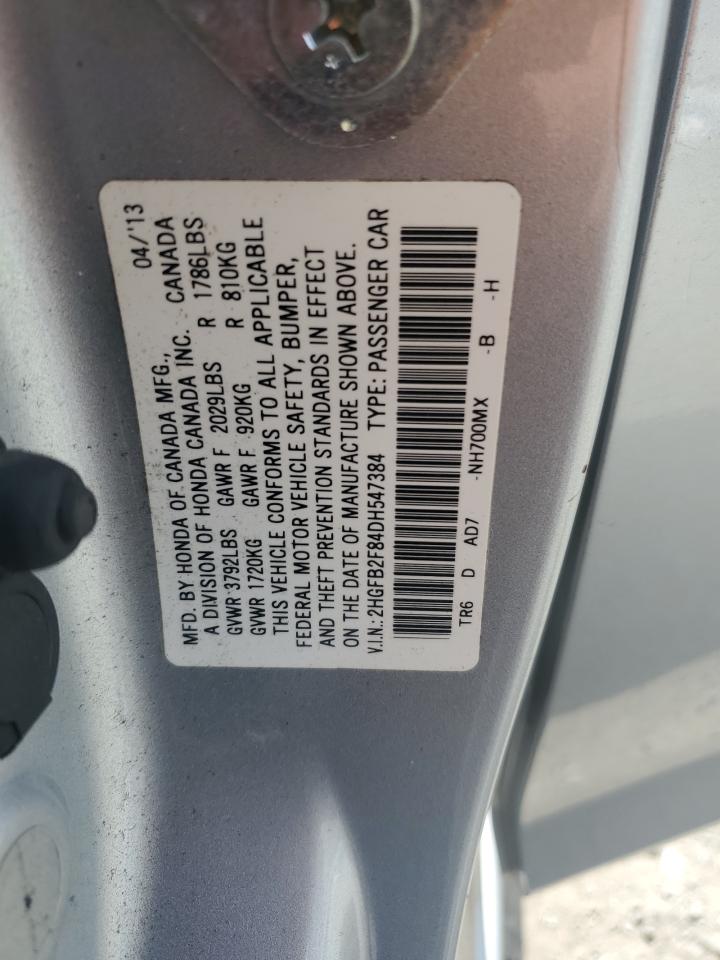 MFD. BY HONDA OF CANADA MFG., 04/'13
A DIVISION OF HONDA CANADA INC. CANADA
GVWR 3792LBS GAWR F 2029LBS R 1786LBS
GVWR 1720KG GAWR F 920KG R 810KG
THIS VEHICLE CONFORMS TO ALL APPLICABLE
FEDERAL MOTOR VEHICLE SAFETY, BUMPER,
AND THEFT PREVENTION STANDARDS IN EFFECT
ON THE DATE OF MANUFACTURE SHOWN ABOVE.
V.I.N.: 2HGFB2F84DH547384 TYPE: PASSENGER CAR
TR6 D AD7 -NH700MX -B -H